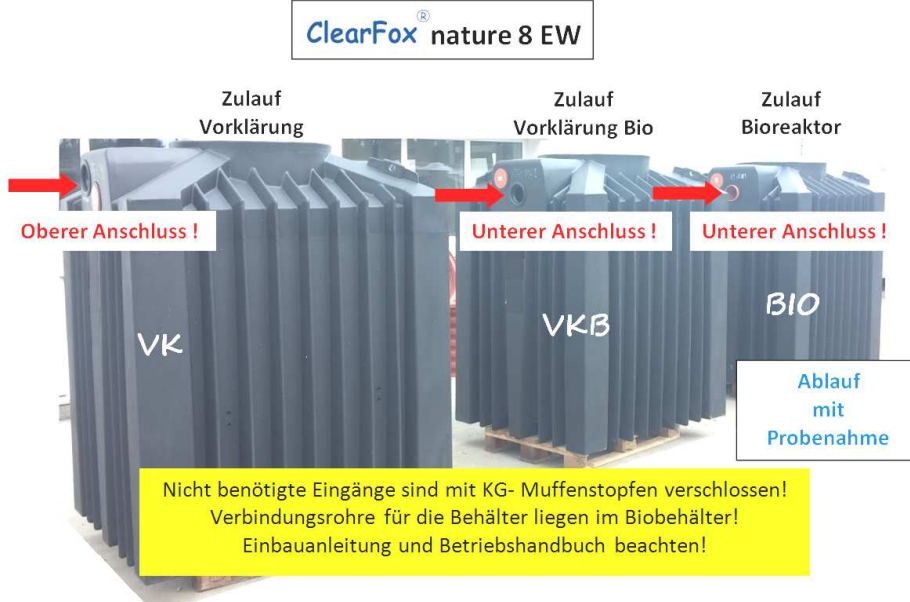 ClearFox® nature 8 EW
Zulauf
Vorklärung
Zulauf
Vorklärung Bio
Zulauf
Bioreaktor
Oberer Anschluss !
Unterer Anschluss !
Unterer Anschluss !
VK
VKB
BIO
Ablauf
mit
Probenahme
Nicht benötigte Eingänge sind mit KG- Muffenstopfen verschlossen!
Verbindungsrohre für die Behälter liegen im Biobehälter!
Einbauanleitung und Betriebshandbuch beachten!